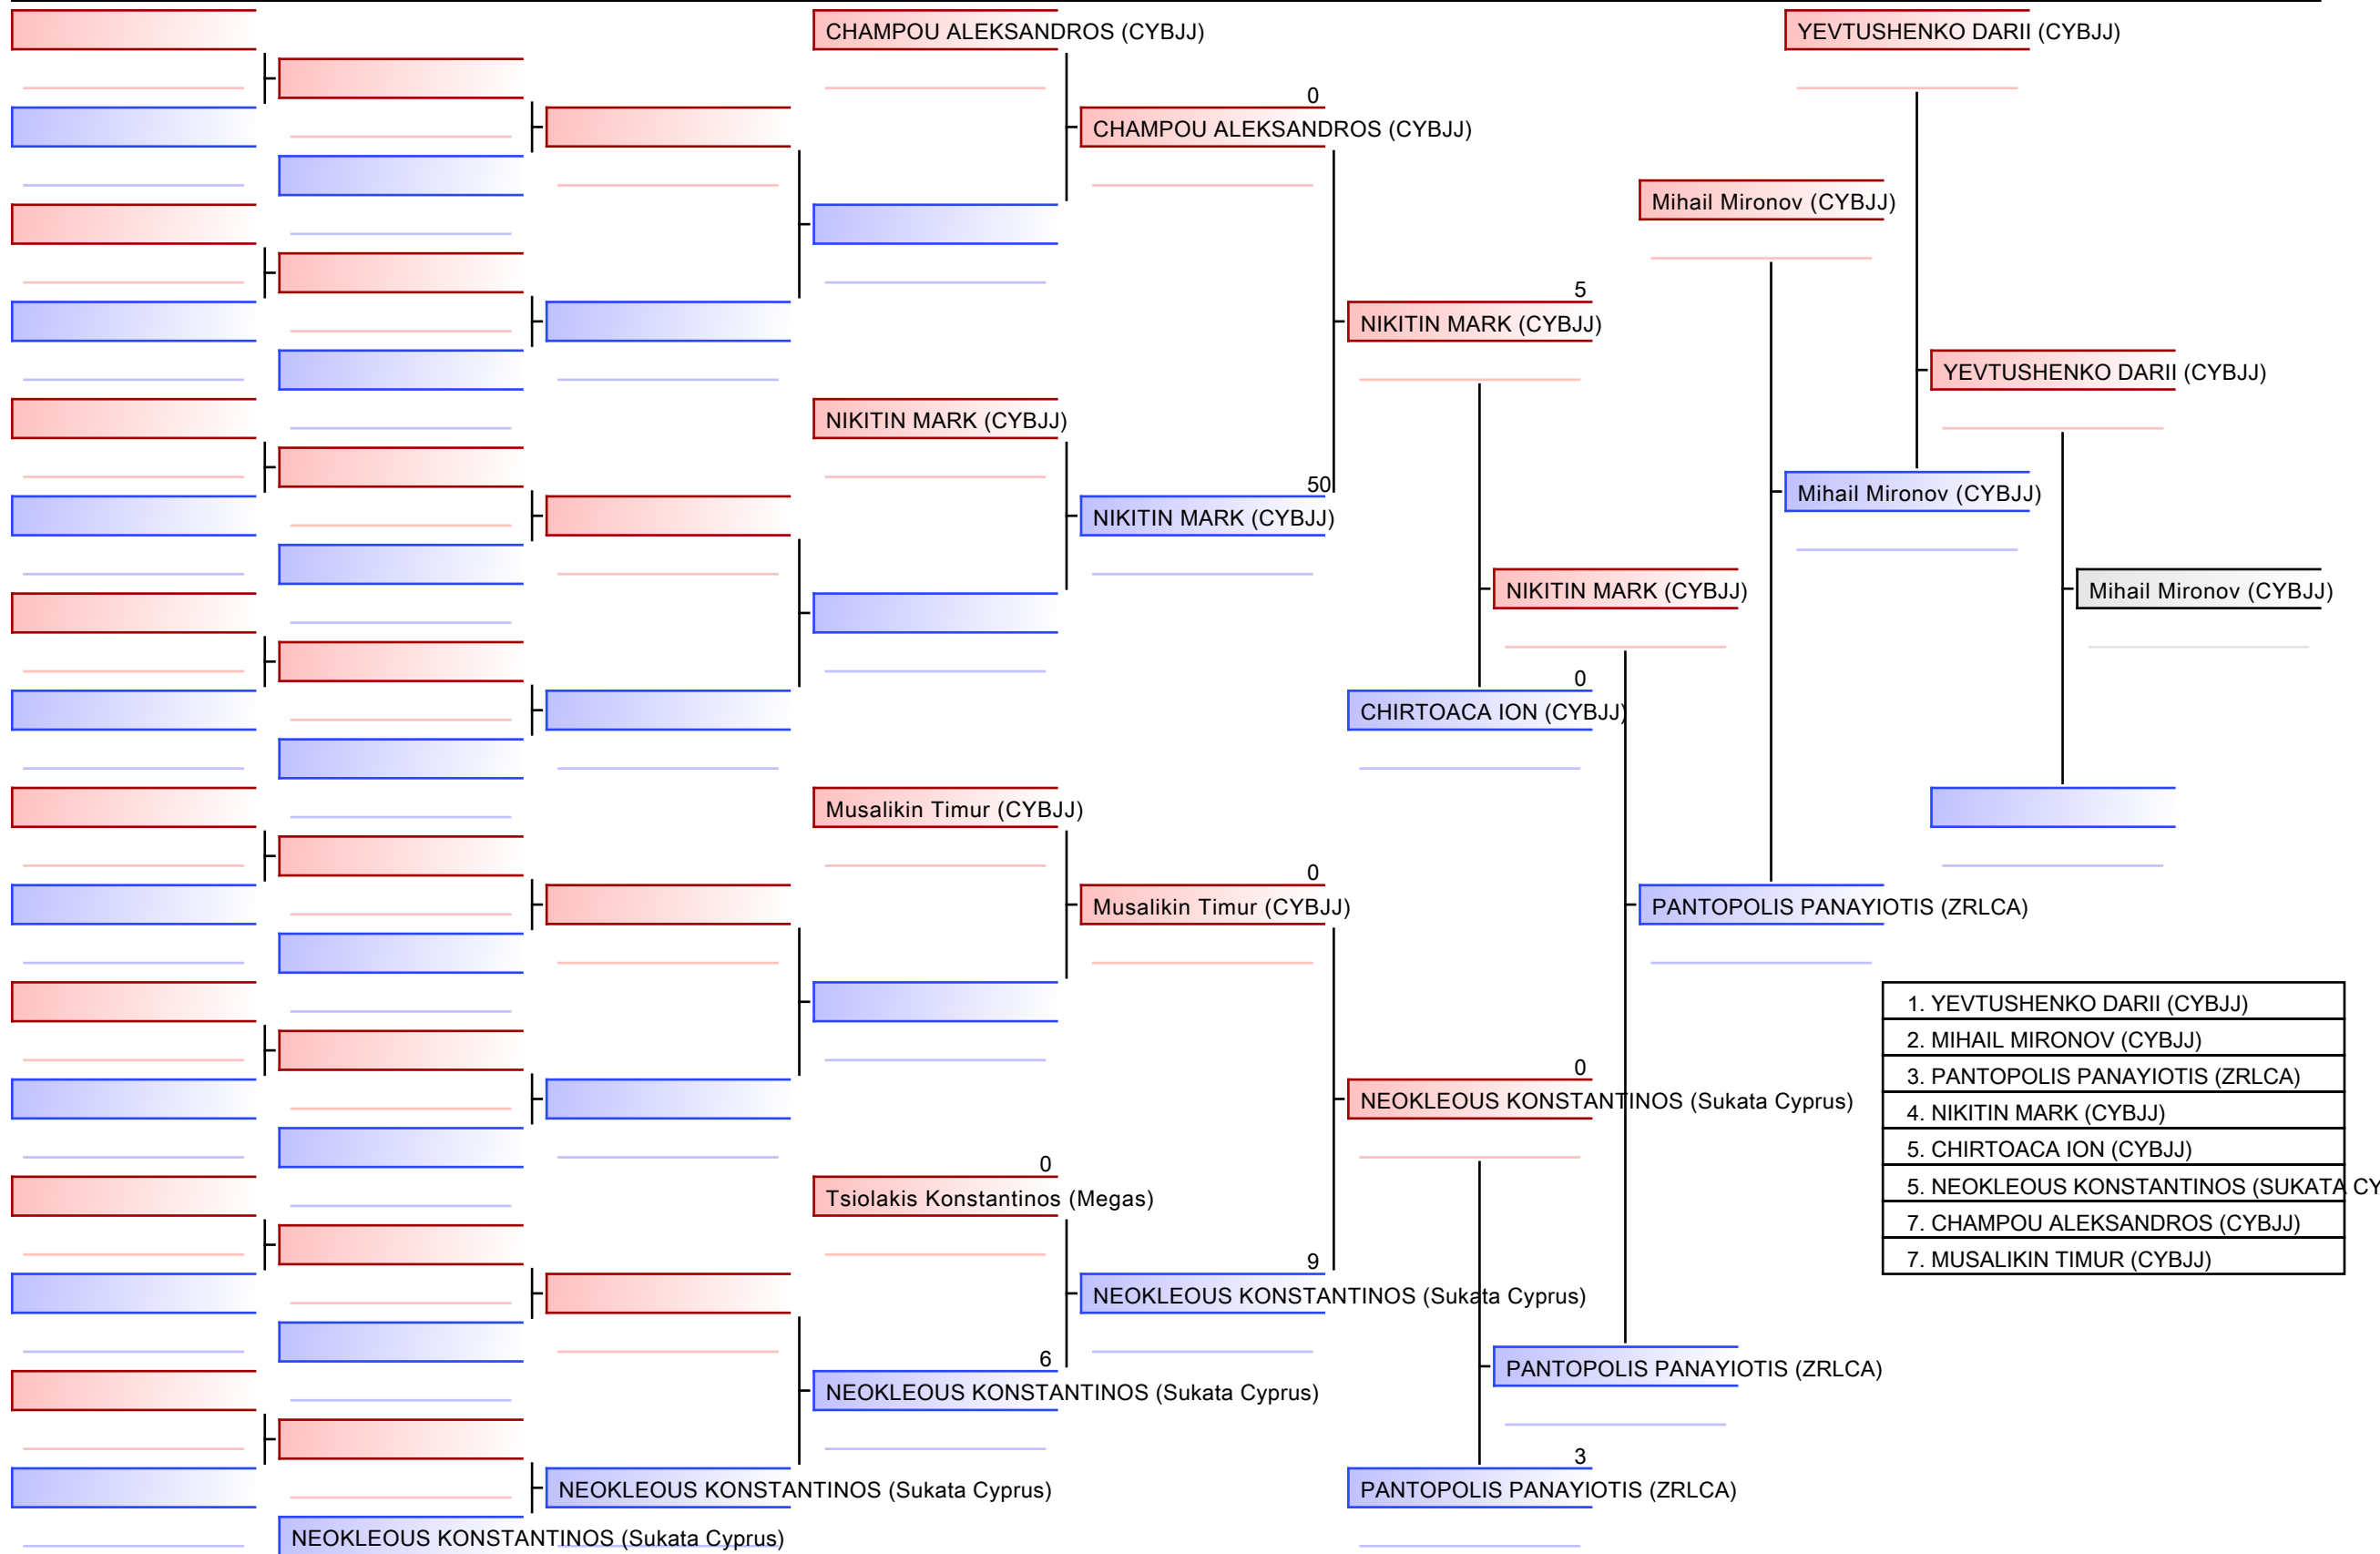 CHAMPOU ALEKSANDROS (CYBJJ)
YEVTUSHENKO DARII (CYBJJ)
0
CHAMPOU ALEKSANDROS (CYBJJ)
Mihail Mironov (CYBJJ)
5
NIKITIN MARK (CYBJJ)
YEVTUSHENKO DARII (CYBJJ)
NIKITIN MARK (CYBJJ)
50
NIKITIN MARK (CYBJJ)
Mihail Mironov (CYBJJ)
NIKITIN MARK (CYBJJ)
Mihail Mironov (CYBJJ)
0
CHIRTOACA ION (CYBJJ)
Musalikin Timur (CYBJJ)
0
Musalikin Timur (CYBJJ)
PANTOPOLIS PANAYIOTIS (ZRLCA)
1. YEVTUSHENKO DARII (CYBJJ)
2. MIHAIL MIRONOV (CYBJJ)
3. PANTOPOLIS PANAYIOTIS (ZRLCA)
4. NIKITIN MARK (CYBJJ)
5. CHIRTOACA ION (CYBJJ)
5. NEOKLEOUS KONSTANTINOS (SUKATA CY
7. CHAMPOU ALEKSANDROS (CYBJJ)
7. MUSALIKIN TIMUR (CYBJJ)
0
NEOKLEOUS KONSTANTINOS (Sukata Cyprus)
0
Tsiolakis Konstantinos (Megas)
9
NEOKLEOUS KONSTANTINOS (Sukata Cyprus)
6
NEOKLEOUS KONSTANTINOS (Sukata Cyprus)
PANTOPOLIS PANAYIOTIS (ZRLCA)
3
NEOKLEOUS KONSTANTINOS (Sukata Cyprus)
PANTOPOLIS PANAYIOTIS (ZRLCA)
NEOKLEOUS KONSTANTINOS (Sukata Cyprus)